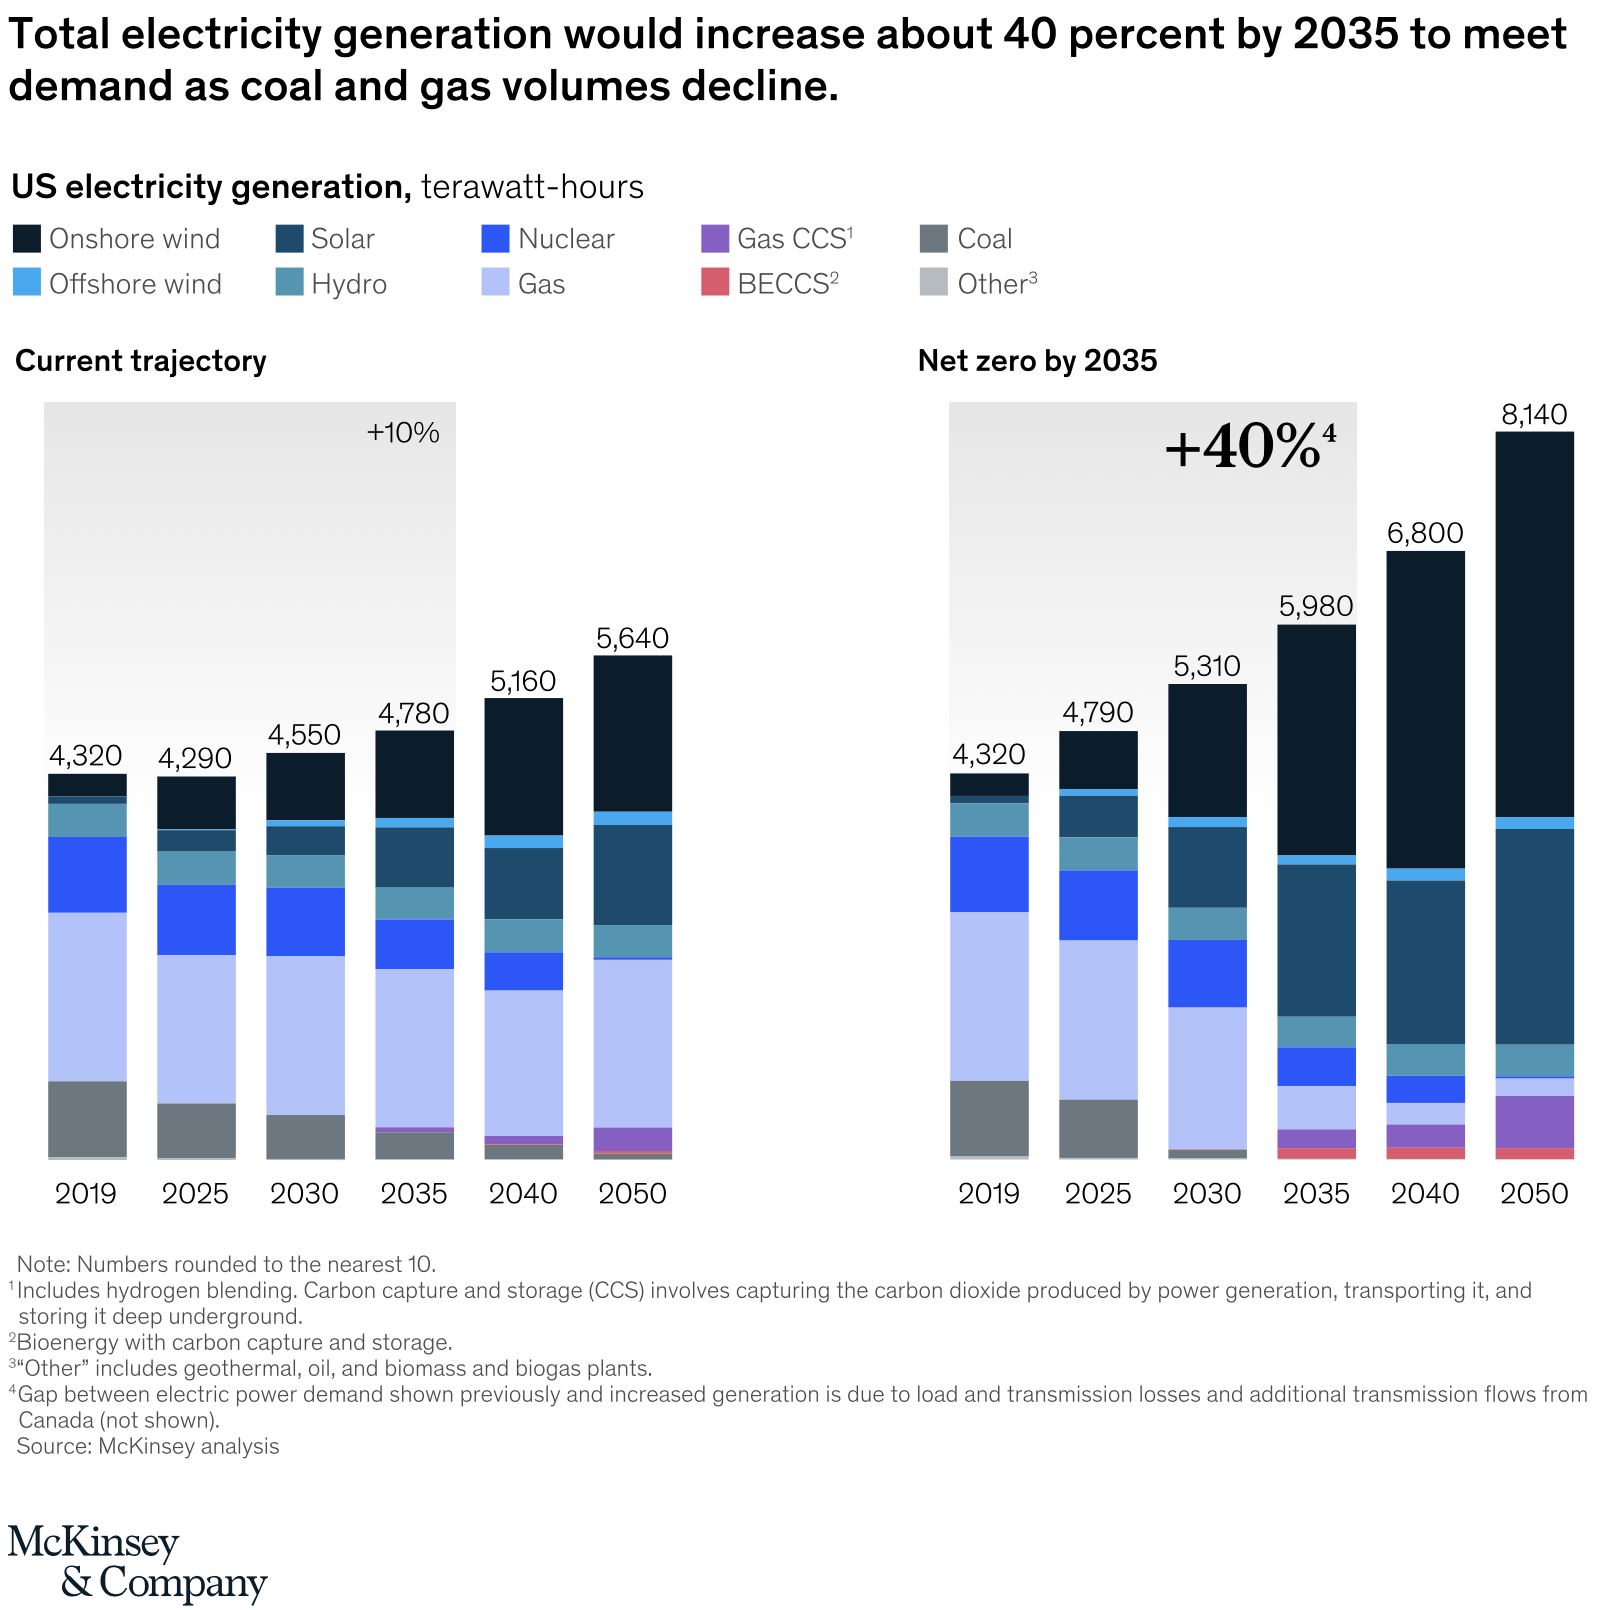 Total electricity generation would increase about 40 percent by 2035 to meet
demand as coal and gas volumes decline.
US electricity generation, terawatt-hours
Onshore wind Solar Nuclear Gas CCS¹ Coal
Offshore wind Hydro Gas BECCS² Other³
Current trajectory
+10%
4,320 4,290 4,550 4,780 5,160 5,640
2019 2025 2030 2035 2040 2050
Net zero by 2035
+40%⁴
4,320 4,790 5,310 5,980 6,800 8,140
2019 2025 2030 2035 2040 2050
Note: Numbers rounded to the nearest 10.
¹Includes hydrogen blending. Carbon capture and storage (CCS) involves capturing the carbon dioxide produced by power generation, transporting it, and
storing it deep underground.
²Bioenergy with carbon capture and storage.
³“Other” includes geothermal, oil, and biomass and biogas plants.
⁴Gap between electric power demand shown previously and increased generation is due to load and transmission losses and additional transmission flows from
Canada (not shown).
Source: McKinsey analysis
McKinsey
& Company